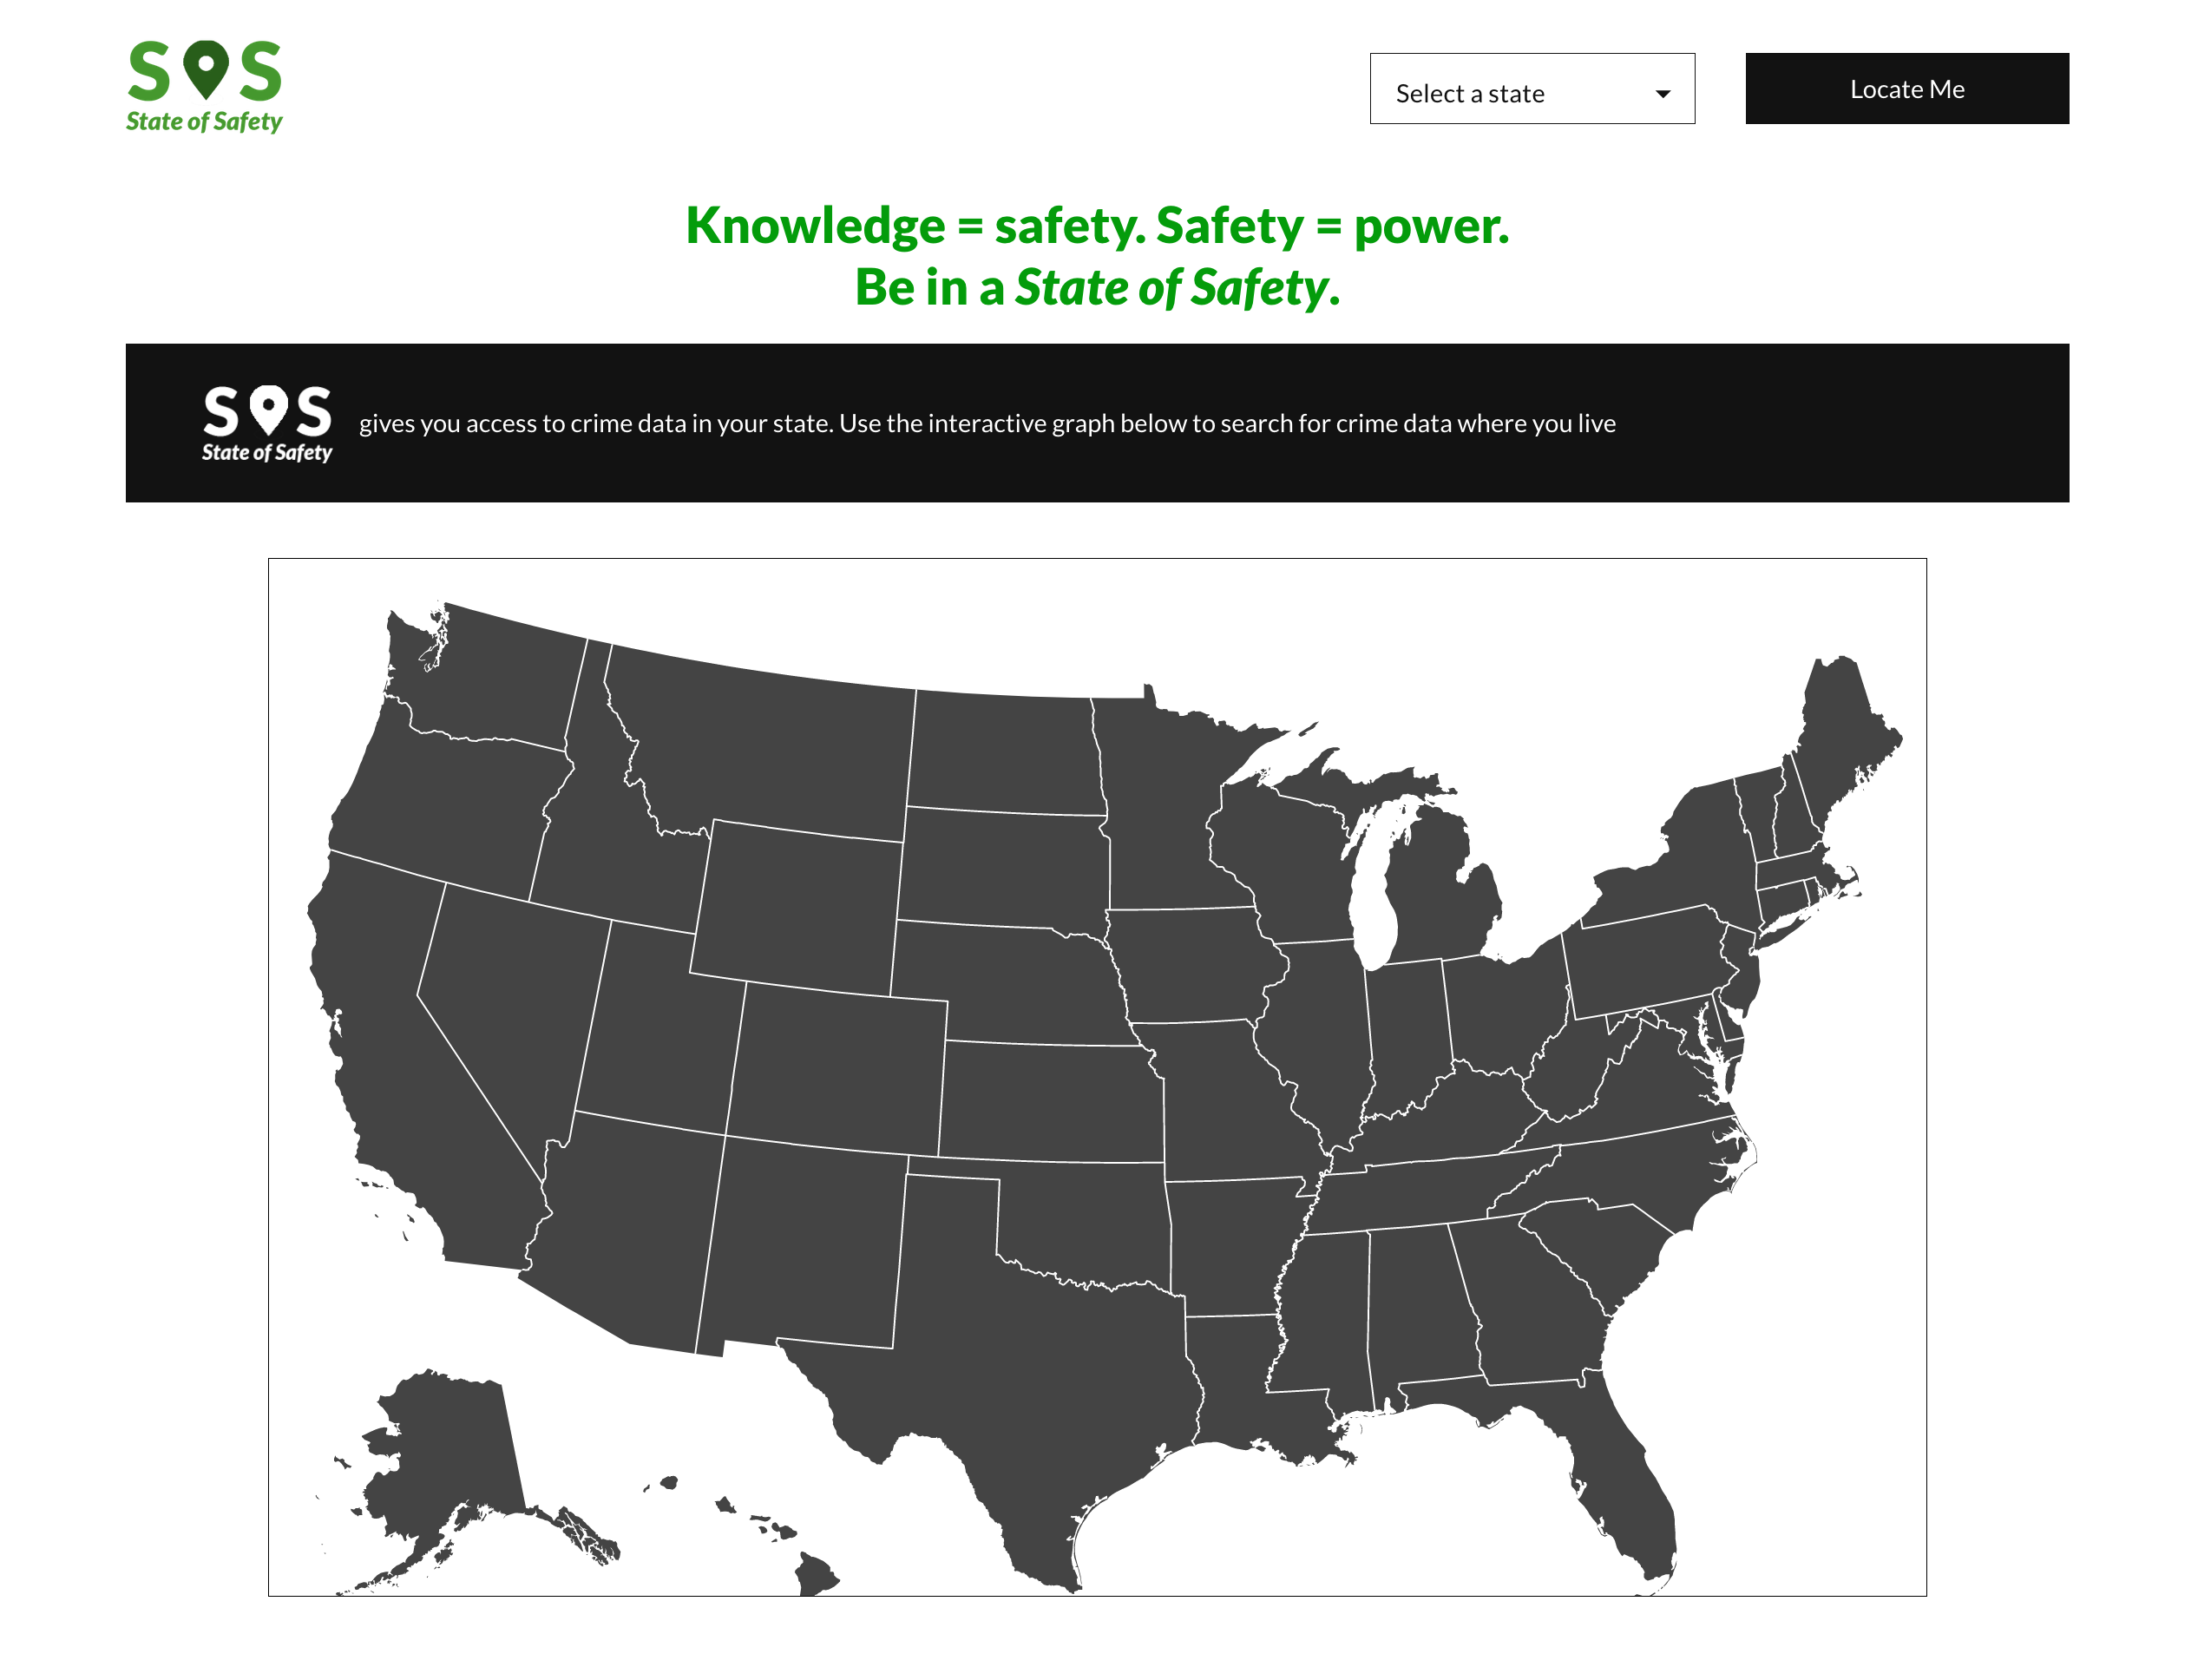 SOS
State of Safety
Select a state
Locate Me
Knowledge = safety. Safety = power.
Be in a State of Safety.
SOS
State of Safety
gives you access to crime data in your state. Use the interactive graph below to search for crime data where you live